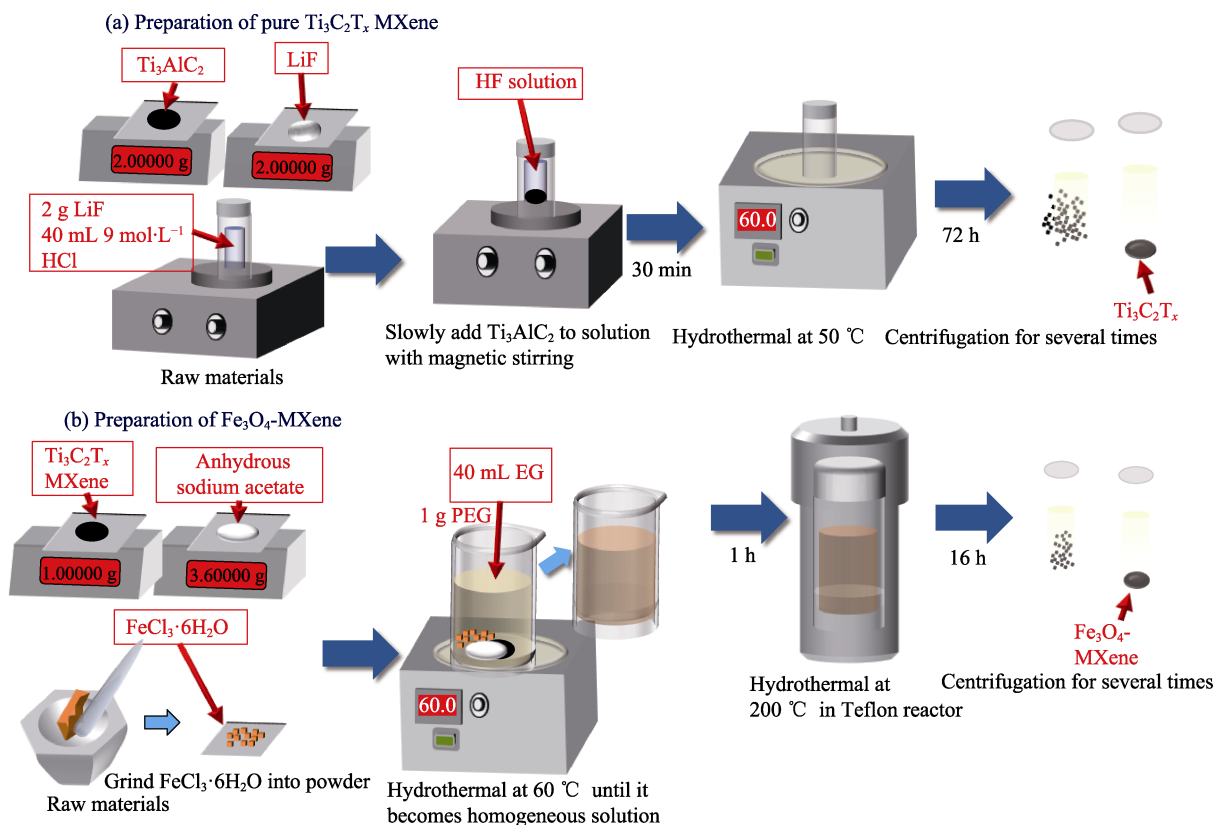 (a) Preparation of pure Ti₃C₂Tₓ MXene
Ti₃AlC₂
LiF
2.00000 g
2.00000 g
2 g LiF
40 mL 9 mol·L⁻¹
HCl
Raw materials
HF solution
Slowly add Ti₃AlC₂ to solution
with magnetic stirring
30 min
60.0
Hydrothermal at 50 ℃
72 h
Ti₃C₂Tₓ
Centrifugation for several times
(b) Preparation of Fe₃O₄-MXene
Ti₃C₂Tₓ
MXene
Anhydrous
sodium acetate
1.00000 g
3.60000 g
FeCl₃·6H₂O
Grind FeCl₃·6H₂O into powder
Raw materials
40 mL EG
1 g PEG
60.0
Hydrothermal at 60 ℃ until it
becomes homogeneous solution
1 h
Hydrothermal at
200 ℃ in Teflon reactor
16 h
Fe₃O₄-
MXene
Centrifugation for several times